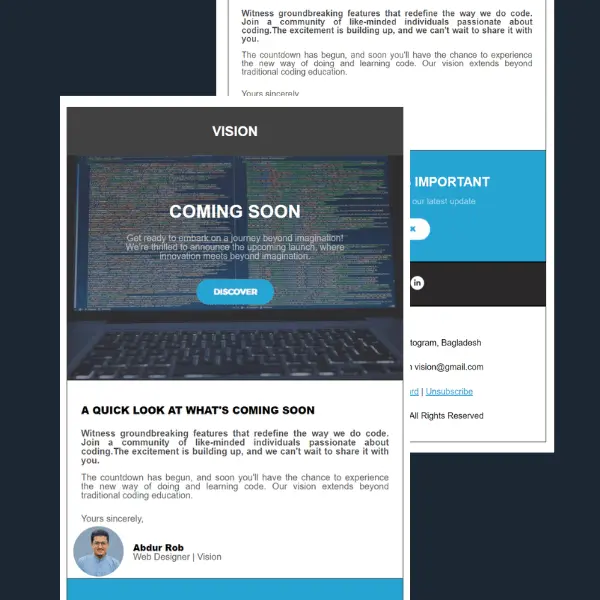 Witness groundbreaking features that redefine the way we do code.
Join a community of like-minded individuals passionate about
coding.The excitement is building up, and we can't wait to share it with
you.
The countdown has begun, and soon you'll have the chance to experience
the new way of doing and learning code. Our vision extends beyond
traditional coding education.
Yours sincerely
VISION
COMING SOON
Get ready to embark on a journey beyond imagination!
We're thrilled to announce the upcoming launch, where
innovation meets beyond imagination.
DISCOVER
A QUICK LOOK AT WHAT'S COMING SOON
Witness groundbreaking features that redefine the way we do code.
Join a community of like-minded individuals passionate about
coding.The excitement is building up, and we can't wait to share it with
you.
The countdown has begun, and soon you'll have the chance to experience
the new way of doing and learning code. Our vision extends beyond
traditional coding education.
Yours sincerely,
Abdur Rob
Web Designer | Vision
IMPORTANT
our latest update
in
togram, Bagladesh
vision@gmail.com
rd | Unsubscribe
All Rights Reserved